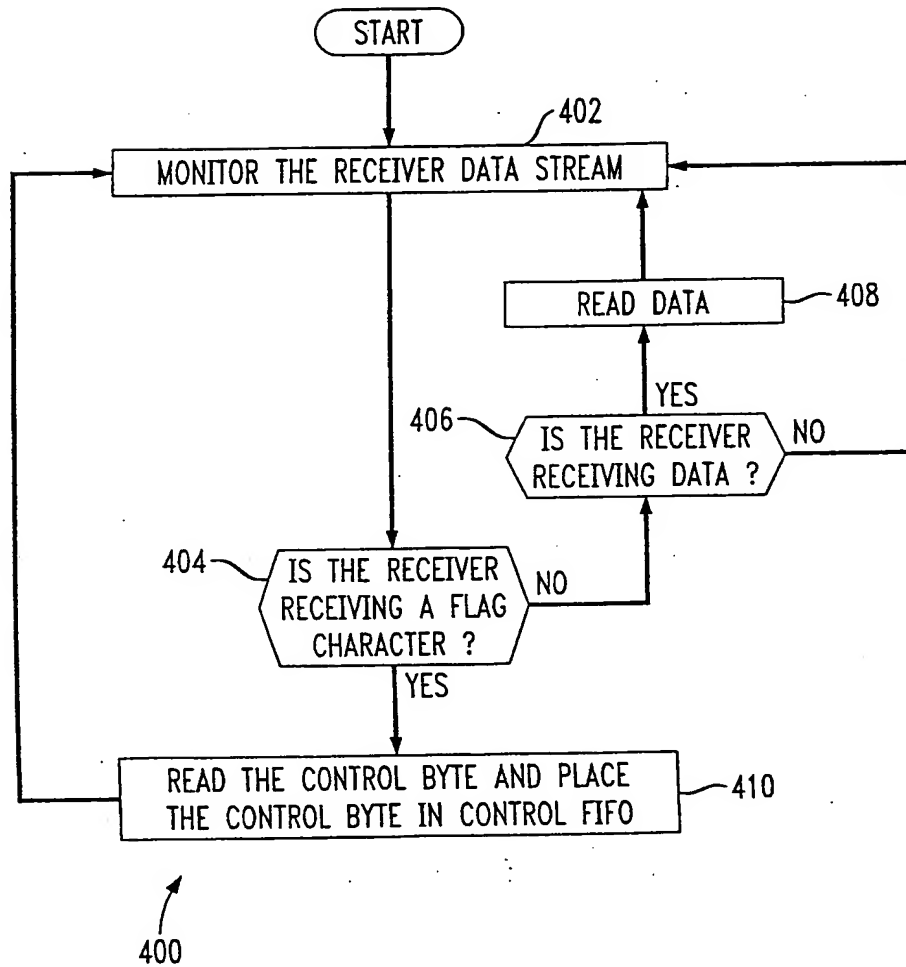 START
402
MONITOR THE RECEIVER DATA STREAM
READ DATA
408
YES
406
IS THE RECEIVER
RECEIVING DATA ?
NO
404
IS THE RECEIVER
RECEIVING A FLAG
CHARACTER ?
NO
YES
READ THE CONTROL BYTE AND PLACE
THE CONTROL BYTE IN CONTROL FIFO
410
400